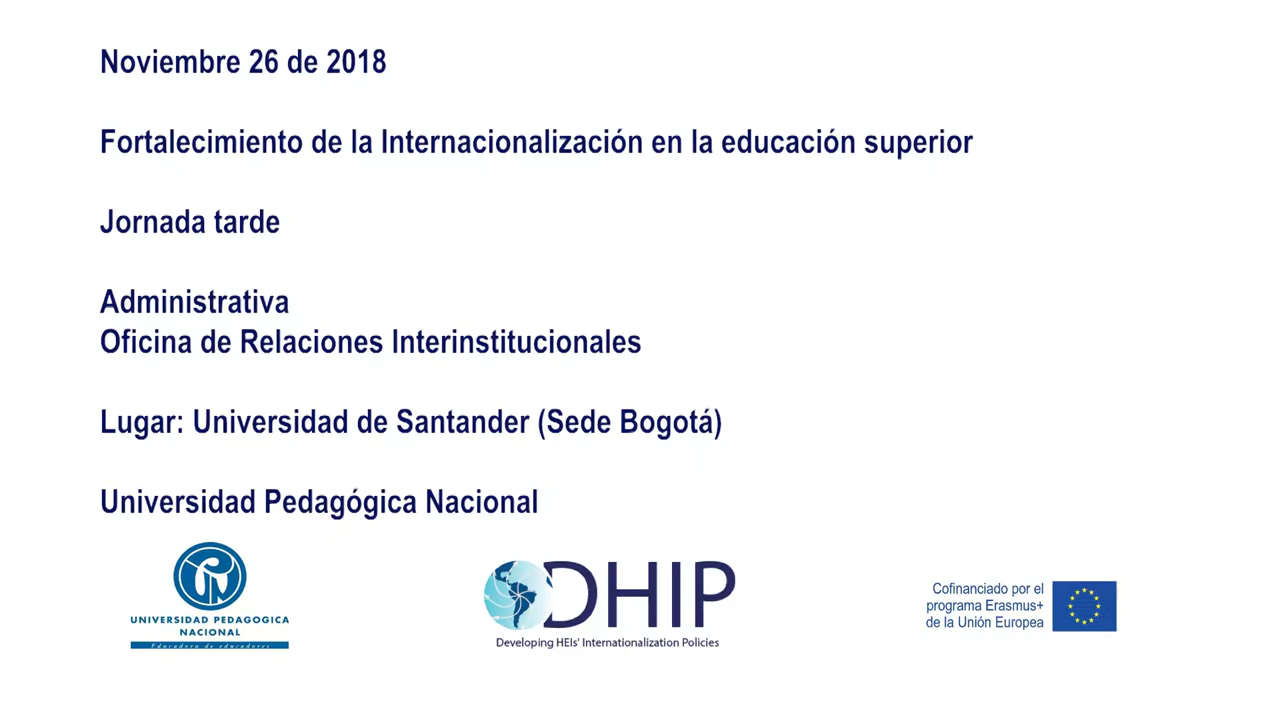 Noviembre 26 de 2018
Fortalecimiento de la Internacionalización en la educación superior
Jornada tarde
Administrativa
Oficina de Relaciones Interinstitucionales
Lugar: Universidad de Santander (Sede Bogotá)
Universidad Pedagógica Nacional
UNIVERSIDAD PEDAGOGICA
NACIONAL
Educadora de educadores
DHIP
Developing HEIs' Internationalization Policies
Cofinanciado por el
programa Erasmus+
de la Unión Europea